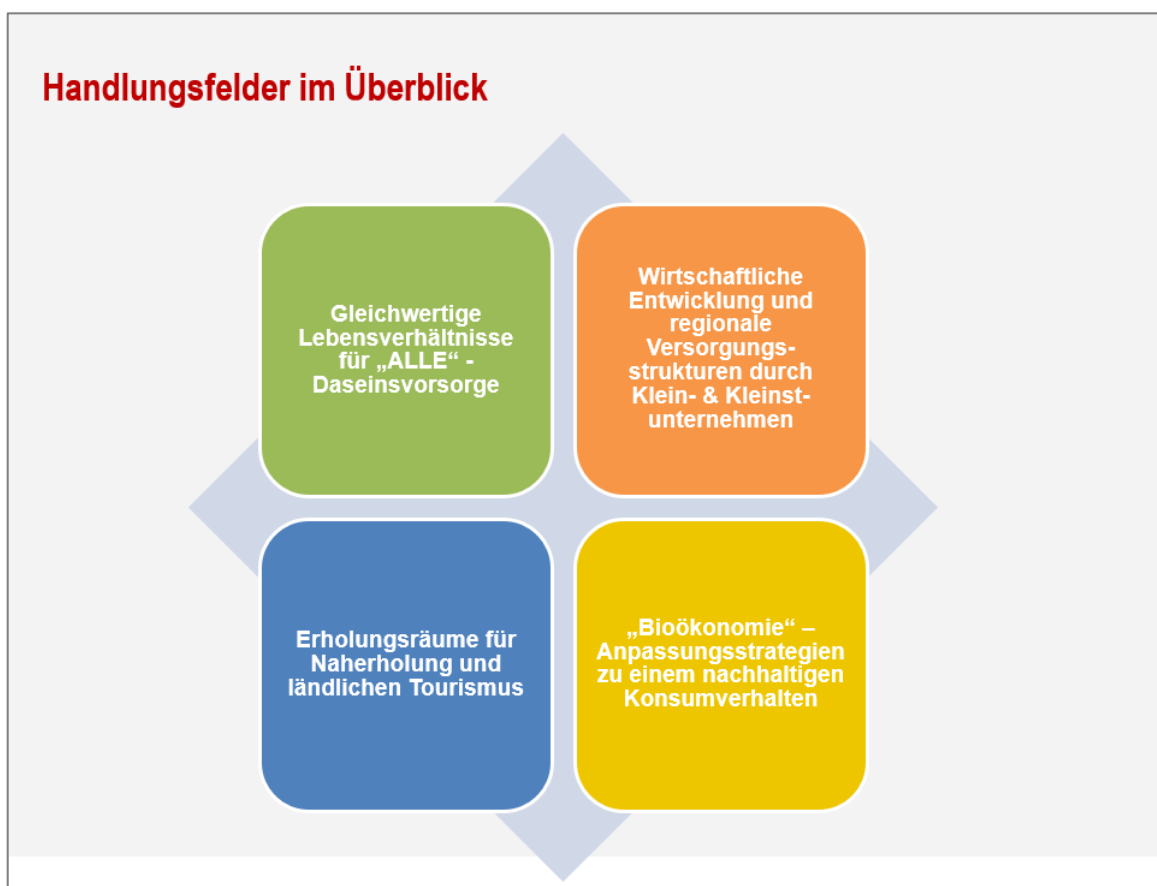 Handlungsfelder im Überblick
Gleichwertige
Lebensverhältnisse
für „ALLE“ -
Daseinsvorsorge
Wirtschaftliche
Entwicklung und
regionale
Versorgungs-
strukturen durch
Klein- & Kleinst-
unternehmen
Erholungsräume für
Naherholung und
ländlichen Tourismus
„Bioökonomie“ –
Anpassungsstrategien
zu einem nachhaltigen
Konsumverhalten